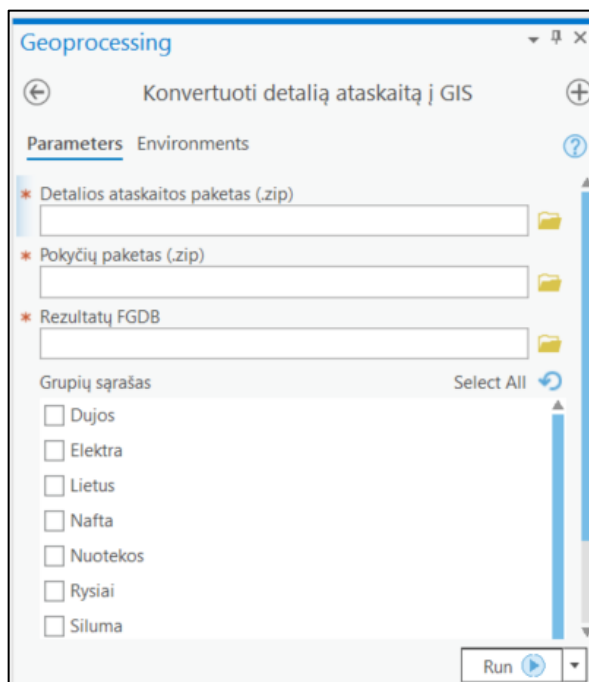 Geoprocessing
Konvertuoti detalią ataskaitą į GIS
Parameters Environments
* Detalios ataskaitos paketas (.zip)
* Pokyčių paketas (.zip)
* Rezultatų FGDB
Grupių sąrašas Select All
Dujos
Elektra
Lietus
Nafta
Nuotekos
Rysiai
Siluma
Run